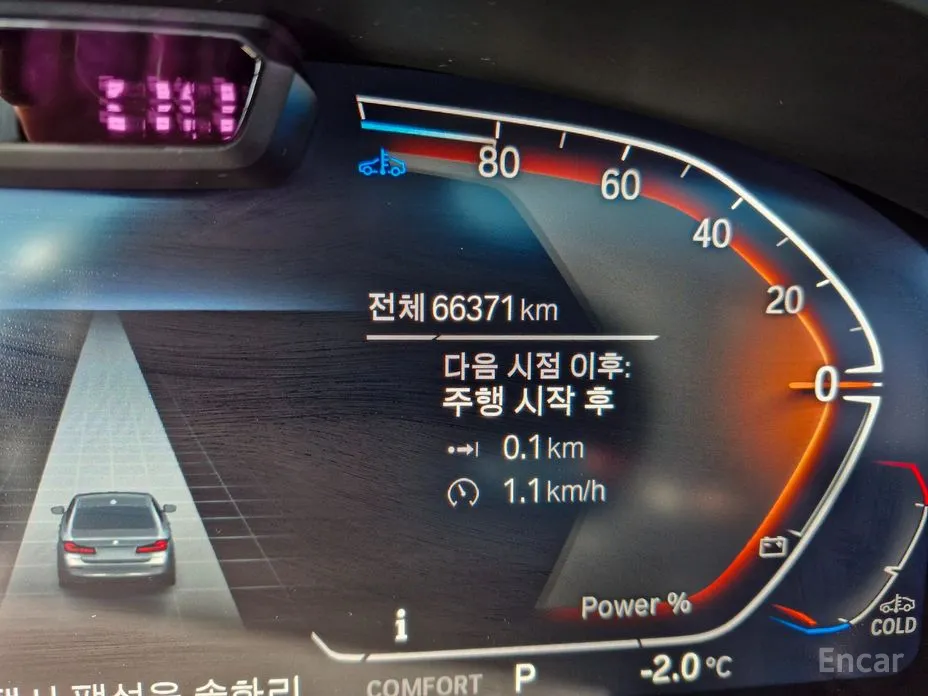 80
60
40
전체 66371 km
20
다음 시점 이후:
주행 시작 후
0
0.1 km
1.1 km/h
Power %
COLD
i
P
-2.0 °C
COMFORT
Encar